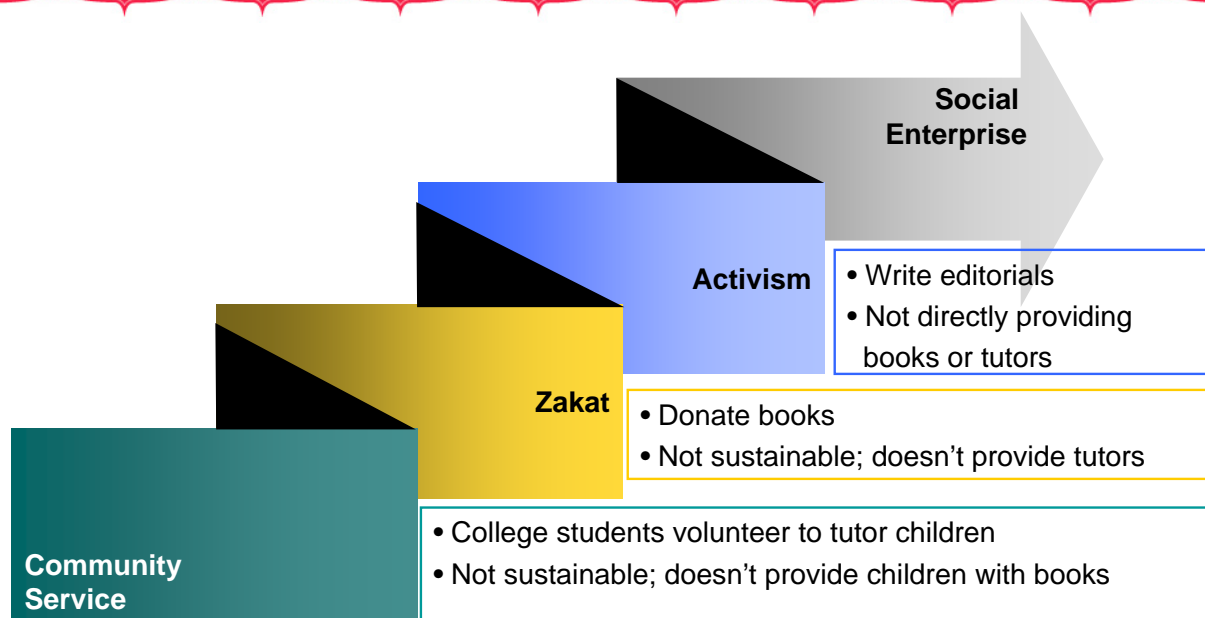 Social
Enterprise
Activism
• Write editorials
• Not directly providing
books or tutors
Zakat
• Donate books
• Not sustainable; doesn’t provide tutors
Community
Service
• College students volunteer to tutor children
• Not sustainable; doesn’t provide children with books